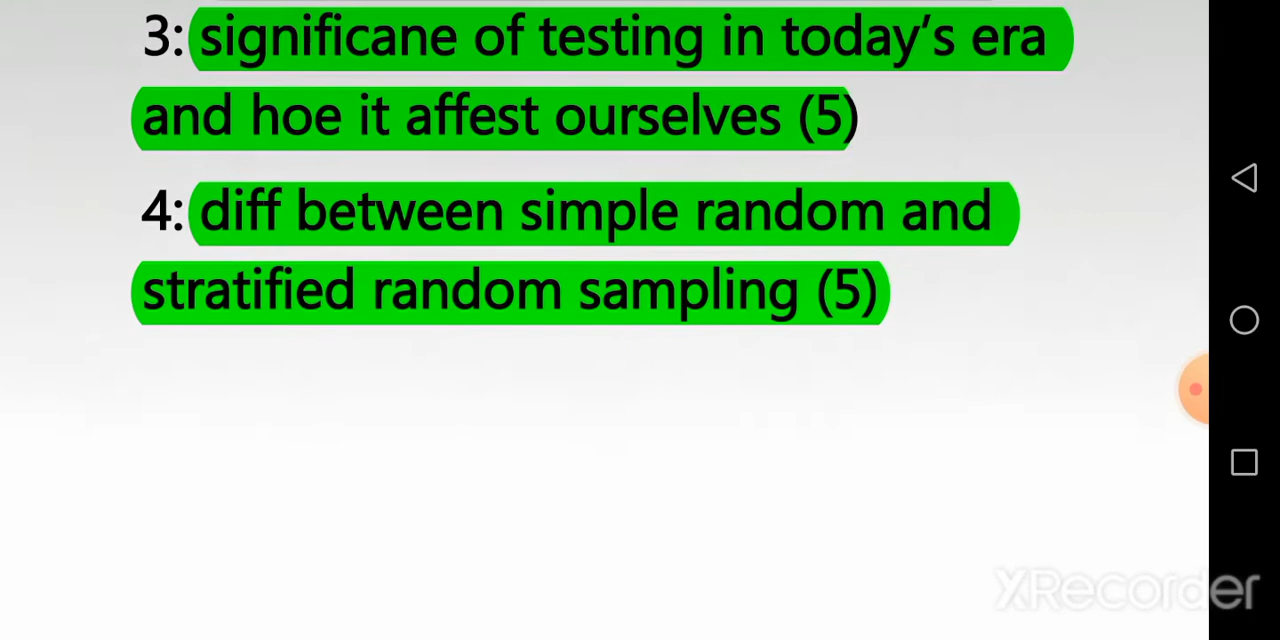 3: significane of testing in today's era
and hoe it affest ourselves (5)
4: diff between simple random and
stratified random sampling (5)
XRecorder